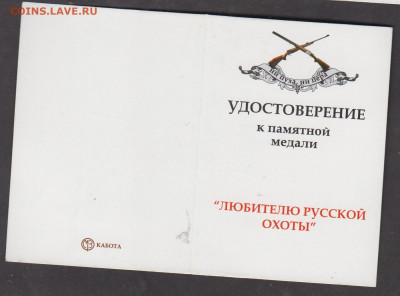 COINS.LAVE.RU
НИ ПУХА, НИ ПЕРА
УДОСТОВЕРЕНИЕ
к памятной
медали
“ЛЮБИТЕЛЮ РУССКОЙ
ОХОТЫ”
КАБОТА